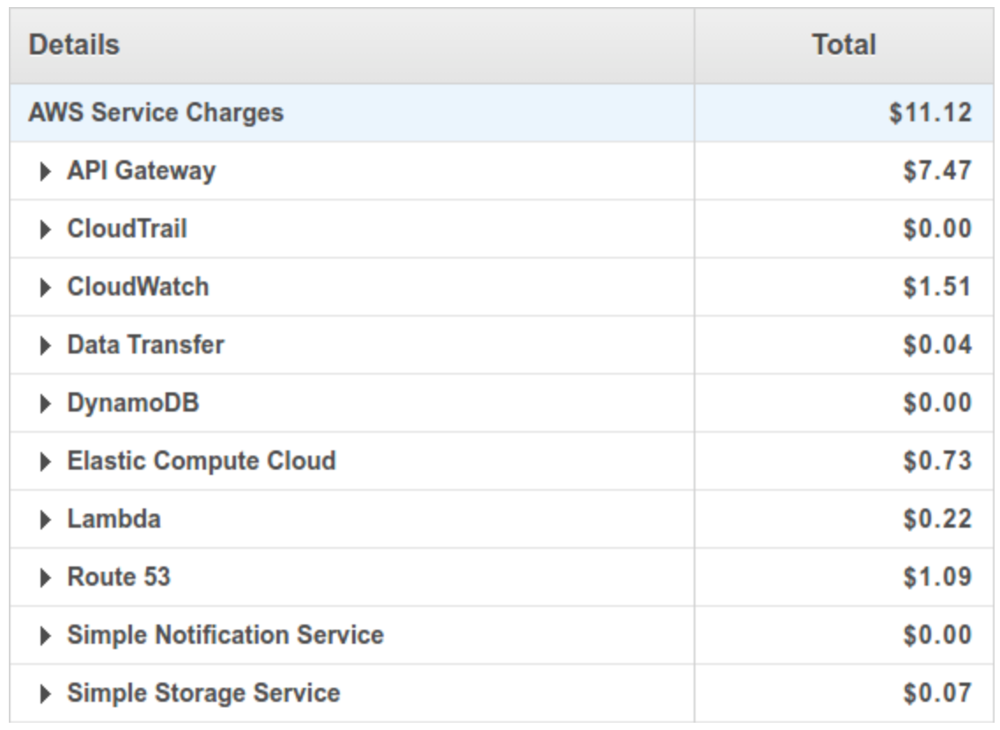 Details Total
AWS Service Charges $11.12
API Gateway $7.47
CloudTrail $0.00
CloudWatch $1.51
Data Transfer $0.04
DynamoDB $0.00
Elastic Compute Cloud $0.73
Lambda $0.22
Route 53 $1.09
Simple Notification Service $0.00
Simple Storage Service $0.07